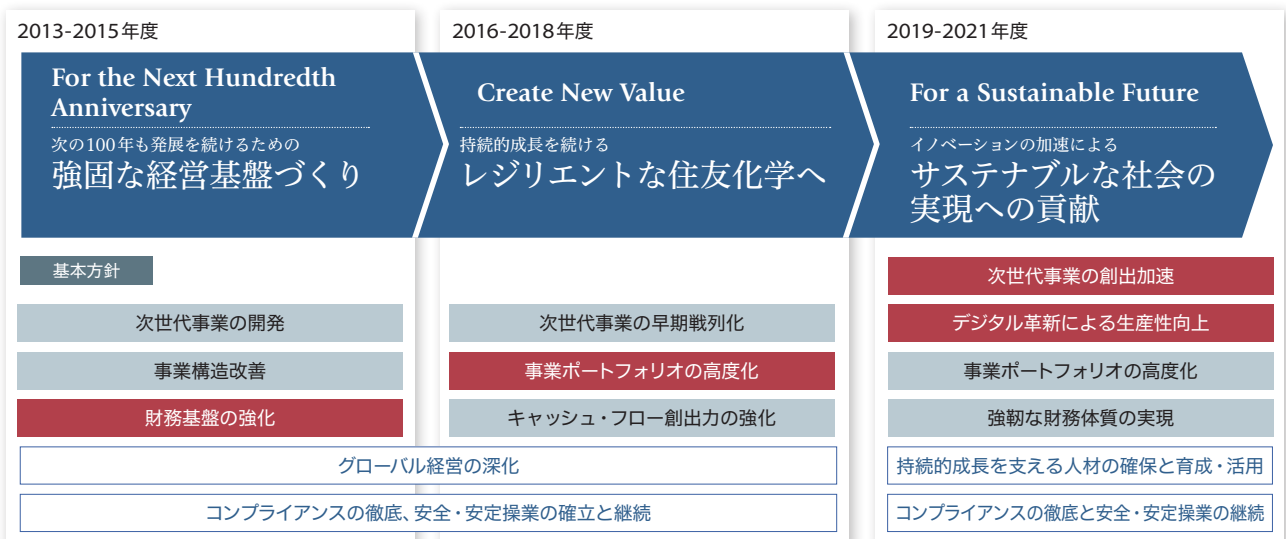 2013-2015年度
For the Next Hundredth
Anniversary
次の100年も発展を続けるための
強固な経営基盤づくり
2016-2018年度
Create New Value
持続的成長を続ける
レジリエントな住友化学へ
2019-2021年度
For a Sustainable Future
イノベーションの加速による
サステナブルな社会の
実現への貢献
基本方針
次世代事業の開発
事業構造改善
財務基盤の強化
次世代事業の早期戦列化
事業ポートフォリオの高度化
キャッシュ・フロー創出力の強化
グローバル経営の深化
コンプライアンスの徹底、安全・安定操業の確立と継続
次世代事業の創出加速
デジタル革新による生産性向上
事業ポートフォリオの高度化
強靭な財務体質の実現
持続的成長を支える人材の確保と育成・活用
コンプライアンスの徹底と安全・安定操業の継続